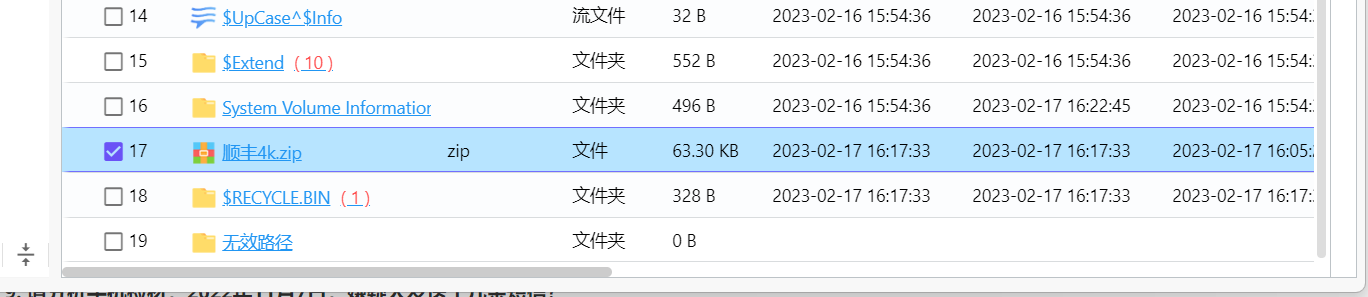 14 $UpCase^$Info 流文件 32 B 2023-02-16 15:54:36 2023-02-16 15:54:36 2023-02-16 15:54:
15 $Extend ( 10 ) 文件夹 552 B 2023-02-16 15:54:36 2023-02-16 15:54:36 2023-02-16 15:54:
16 System Volume Information 文件夹 496 B 2023-02-16 15:54:36 2023-02-17 16:22:45 2023-02-16 15:54:
17 顺丰4k.zip zip 文件 63.30 KB 2023-02-17 16:17:33 2023-02-17 16:17:33 2023-02-17 16:05:
18 $RECYCLE.BIN ( 1 ) 文件夹 328 B 2023-02-17 16:17:33 2023-02-17 16:17:33 2023-02-17 16:17:
19 无效路径 文件夹 0 B